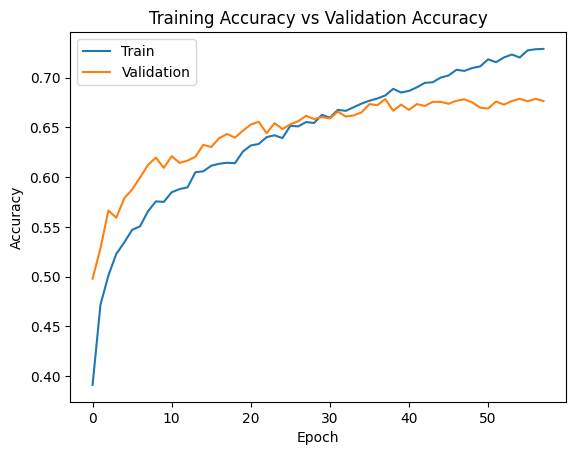 Training Accuracy vs Validation Accuracy
Train
Validation
0.70
0.65
0.60
0.55
0.50
0.45
0.40
Accuracy
0 10 20 30 40 50
Epoch